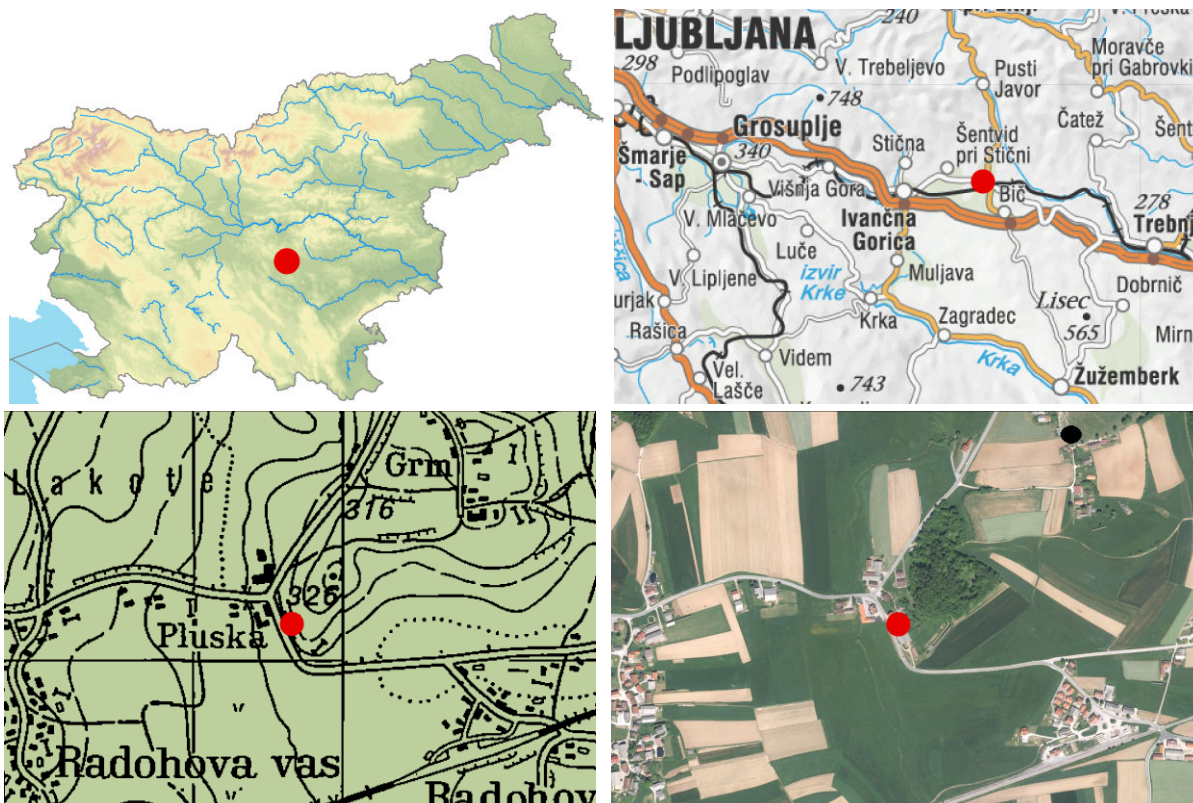 LJUBLJANA
240
298
Podlipoglav
V. Trebeljevo
Pusti
Javor
Moravče
pri Gabrovki
748
Grosuplje
340
Šmarje
- Sap
Stična
Šentvid
pri Stični
Čatež
Višnja Gora
Bič
V. Mlačevo
Ivančna
Gorica
278
Luče
izvir
Krke
Muljava
Dobrnič
V. Lipljene
Lisec
565
Rašica
Krka
Zagradec
Videm
Krka
Žužemberk
Vel.
Lašče
743
Lakote
Grm
316
326
Pluska
Radohova vas